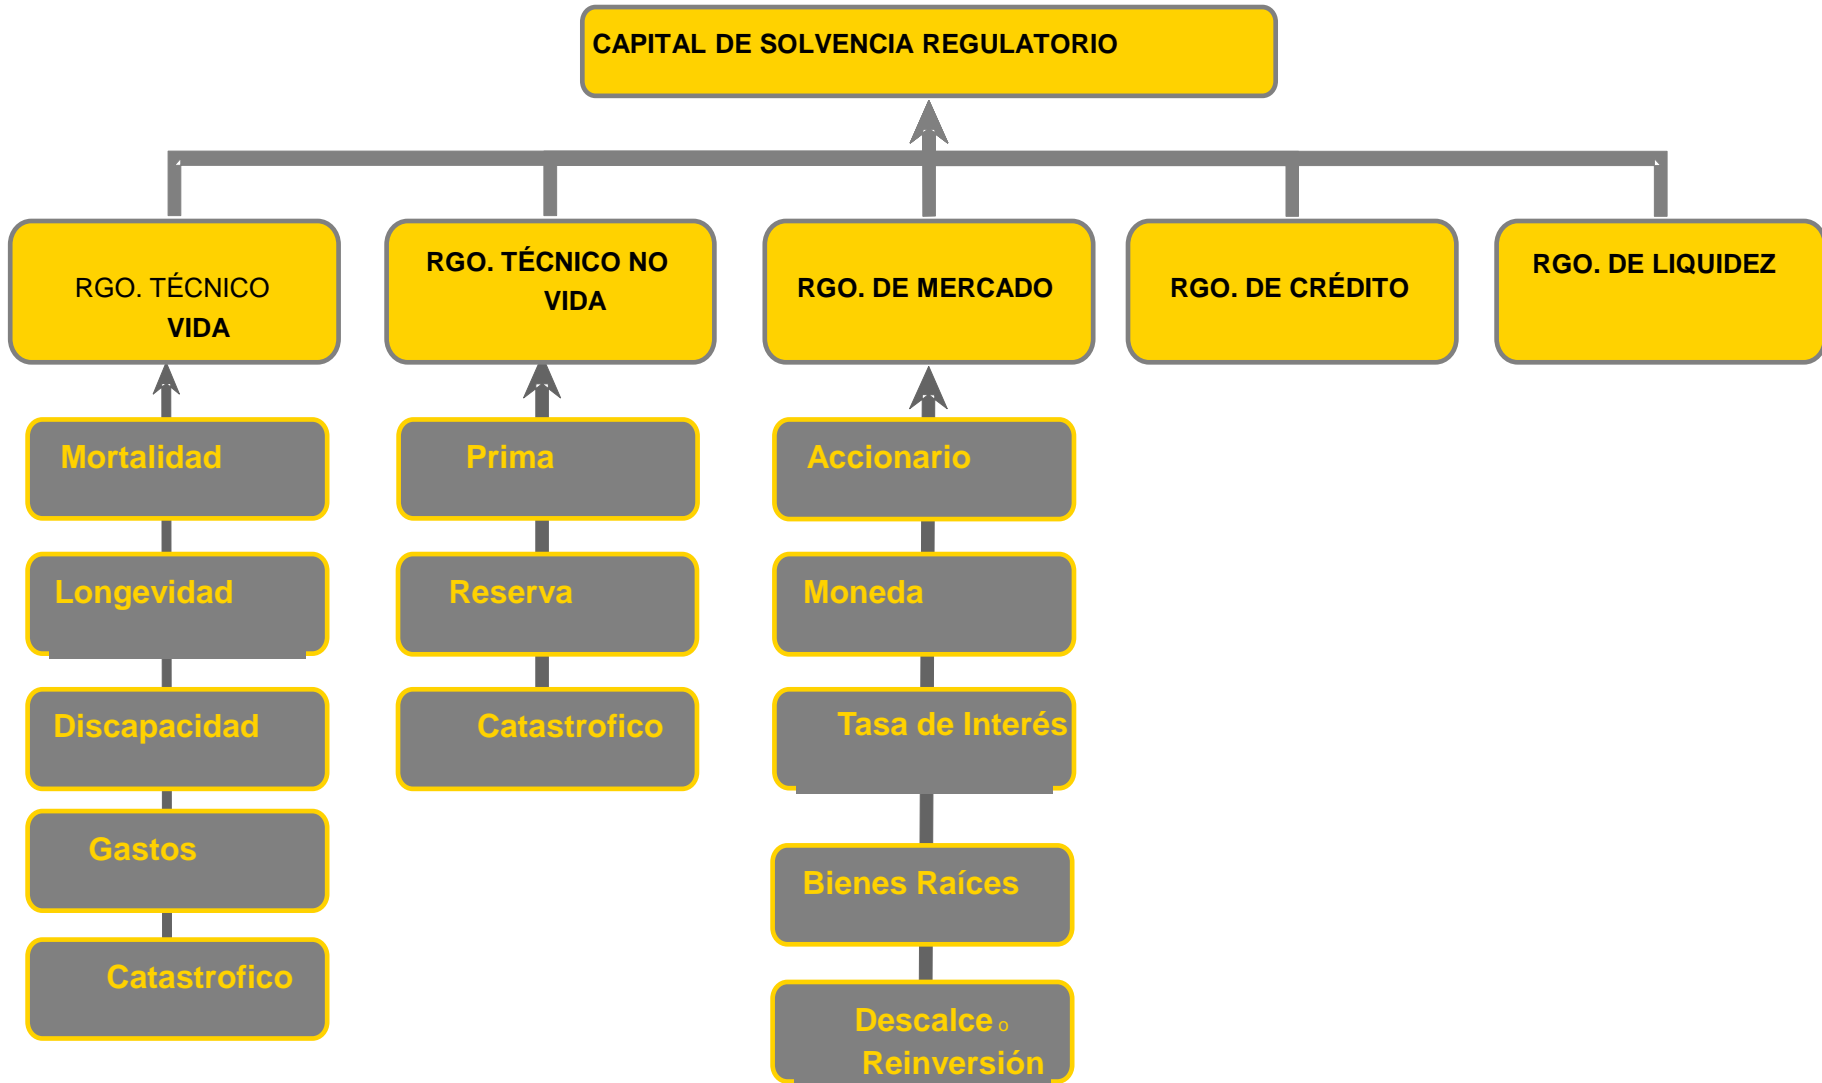 CAPITAL DE SOLVENCIA REGULATORIO
RGO. TÉCNICO
VIDA
RGO. TÉCNICO NO
VIDA
RGO. DE MERCADO
RGO. DE CRÉDITO
RGO. DE LIQUIDEZ
Mortalidad
Longevidad
Discapacidad
Gastos
Catastrofico
Prima
Reserva
Catastrofico
Accionario
Moneda
Tasa de Interés
Bienes Raíces
Descalce o
Reinversión